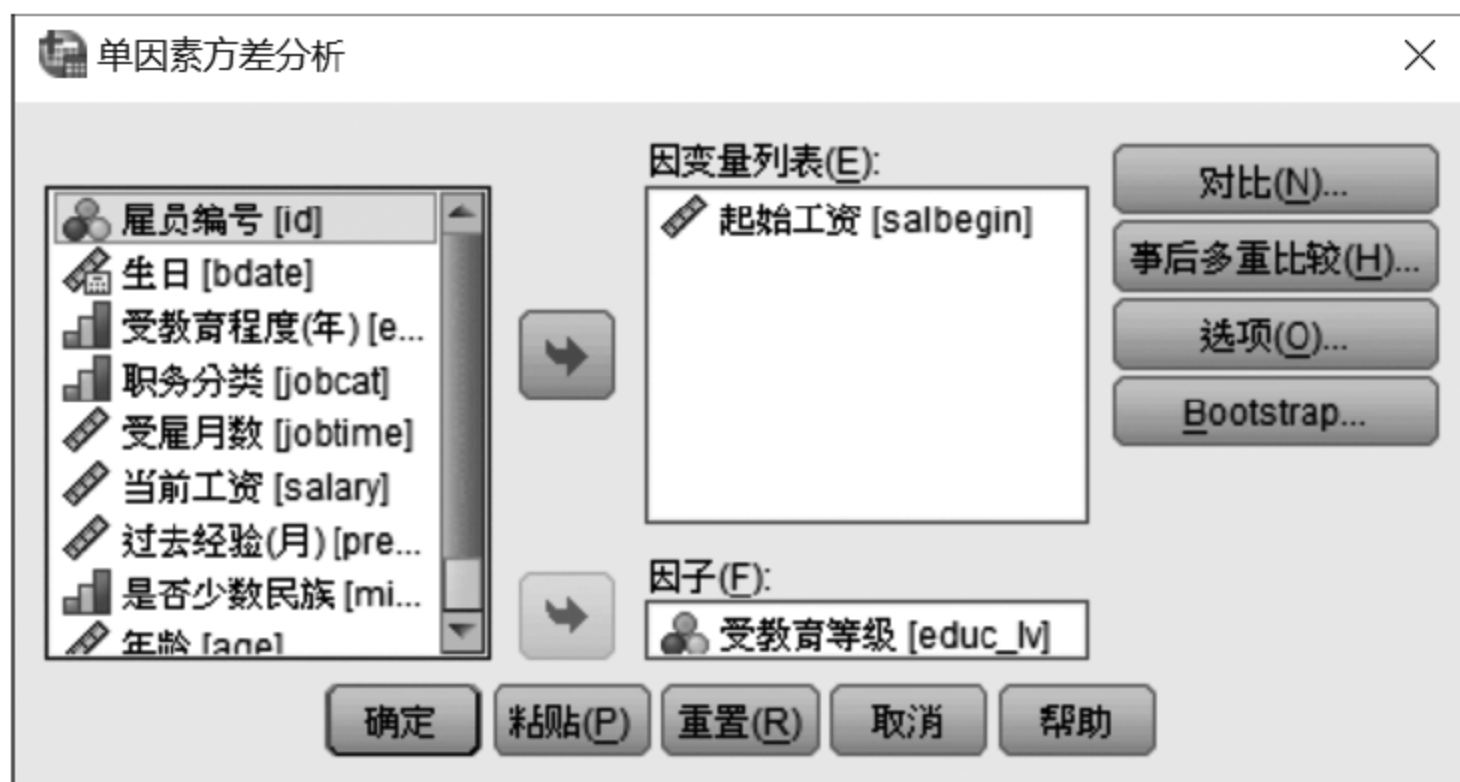 单因素方差分析
雇员编号 [id]
生日 [bdate]
受教育程度(年) [e...
职务分类 [jobcat]
受雇月数 [jobtime]
当前工资 [salary]
过去经验(月) [pre...
是否少数民族 [mi...
年龄 [age]
因变量列表(E):
起始工资 [salbegin]
因子(F):
受教育等级 [educ_lv]
对比(N)...
事后多重比较(H)...
选项(O)...
Bootstrap...
确定 粘贴(P) 重置(R) 取消 帮助